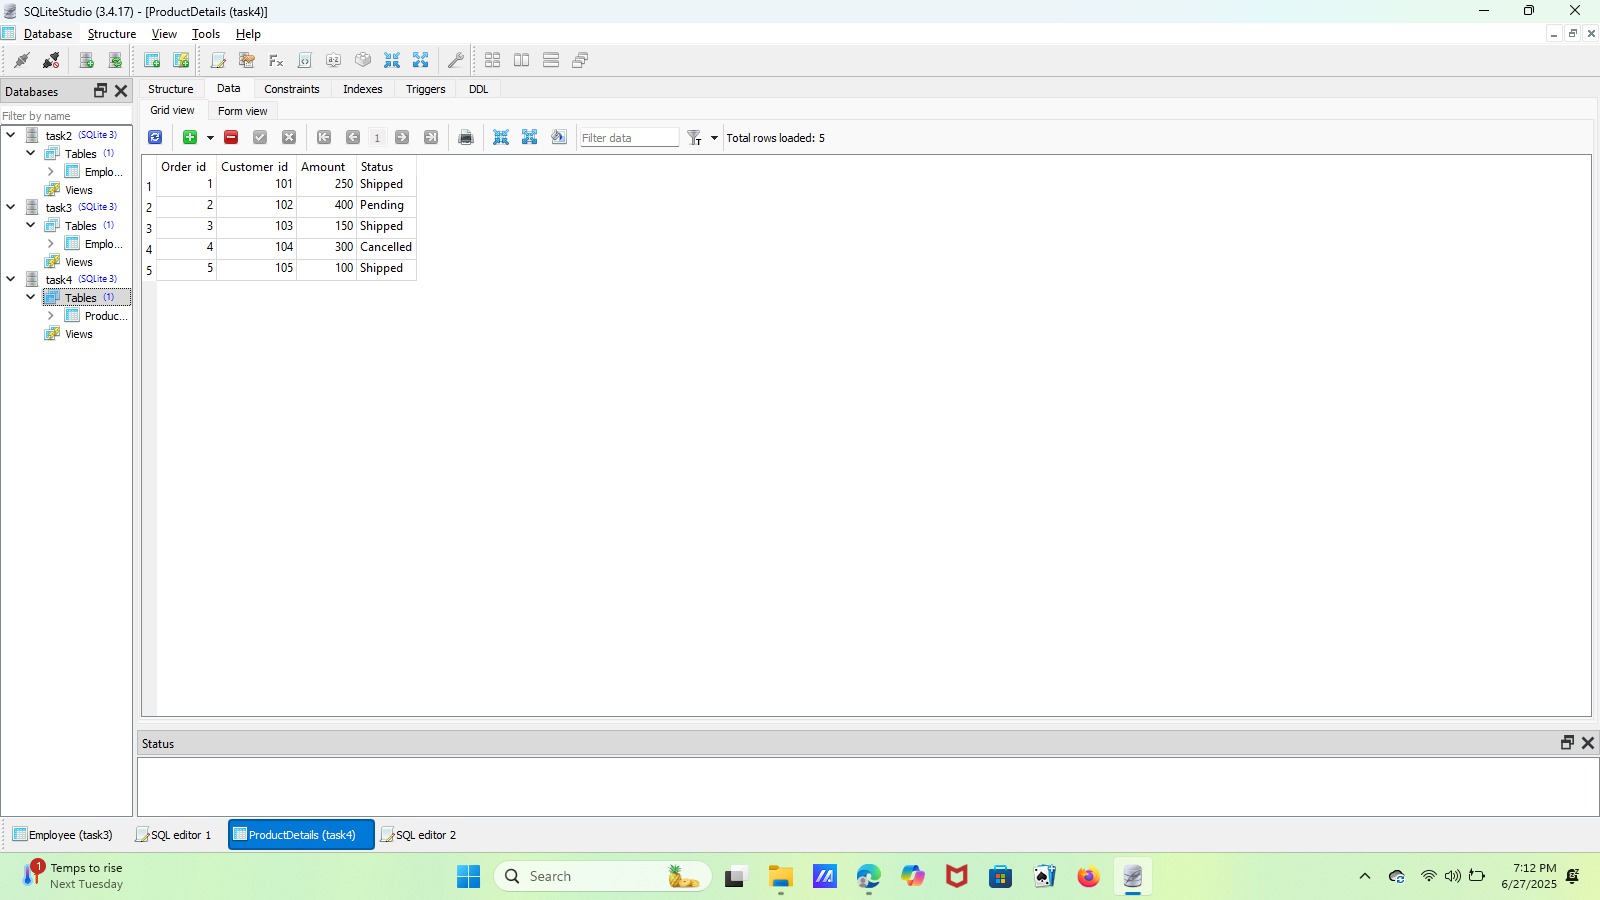 SQLiteStudio (3.4.17) - [ProductDetails (task4)]
Database Structure View Tools Help
Databases
Filter by name
task2 (SQLite 3)
Tables (1)
Emplo...
Views
task3 (SQLite 3)
Tables (1)
Emplo...
Views
task4 (SQLite 3)
Tables (1)
Produc...
Views
Structure Data Constraints Indexes Triggers DDL
Grid view Form view
1 Filter data Total rows loaded: 5
Order id Customer id Amount Status
1 1 101 250 Shipped
2 2 102 400 Pending
3 3 103 150 Shipped
4 4 104 300 Cancelled
5 5 105 100 Shipped
Status
Employee (task3) SQL editor 1 ProductDetails (task4) SQL editor 2
1 Temps to rise
Next Tuesday
Search
7:12 PM
6/27/2025